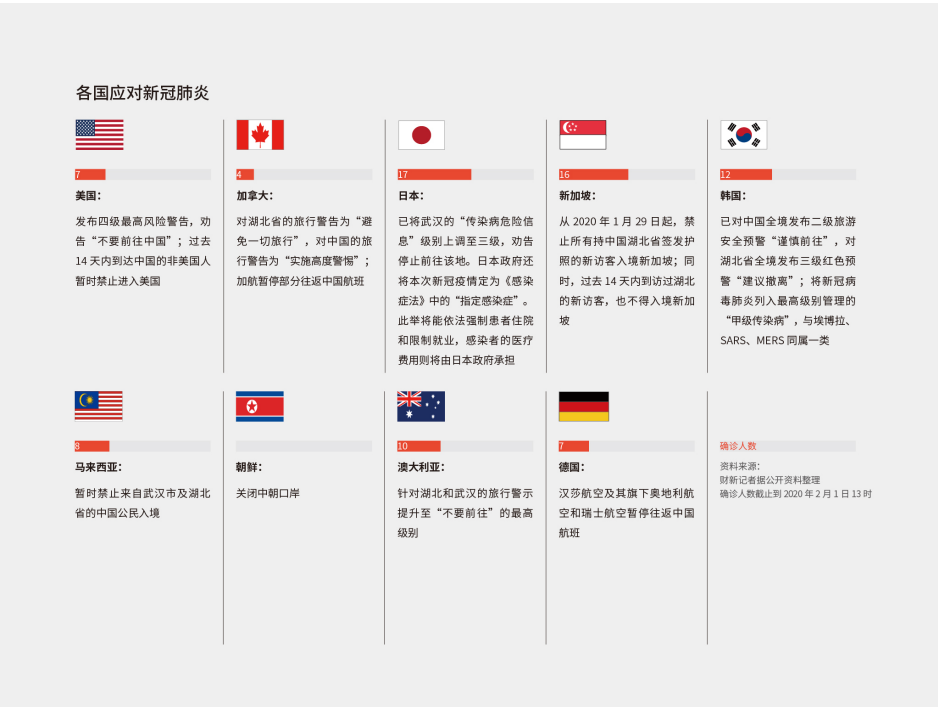 各国应对新冠肺炎
7
美国：
发布四级最高风险警告，劝
告“不要前往中国”；过去
14 天内到达中国的非美国人
暂时禁止进入美国
4
加拿大：
对湖北省的旅行警告为“避
免一切旅行”，对中国的旅
行警告为“实施高度警惕”；
加航暂停部分往返中国航班
17
日本：
已将武汉的“传染病危险信
息”级别上调至三级，劝告
停止前往该地。日本政府还
将本次新冠疫情定为《感染
症法》中的“指定感染症”。
此举将能依法强制患者住院
和限制就业，感染者的医疗
费用则将由日本政府承担
16
新加坡：
从 2020 年 1 月 29 日起，禁
止所有持中国湖北省签发护
照的新访客入境新加坡；同
时，过去 14 天内到访过湖北
的新访客，也不得入境新加
坡
12
韩国：
已对中国全境发布二级旅游
安全预警“谨慎前往”，对
湖北省全境发布三级红色预
警“建议撤离”；将新冠病
毒肺炎列入最高级别管理的
“甲级传染病”，与埃博拉、
SARS、MERS 同属一类
8
马来西亚：
暂时禁止来自武汉市及湖北
省的中国公民入境
朝鲜：
关闭中朝口岸
10
澳大利亚：
针对湖北和武汉的旅行警示
提升至“不要前往”的最高
级别
7
德国：
汉莎航空及其旗下奥地利航
空和瑞士航空暂停往返中国
航班
确诊人数
资料来源：
财新记者据公开资料整理
确诊人数截止到 2020 年 2 月 1 日 13 时